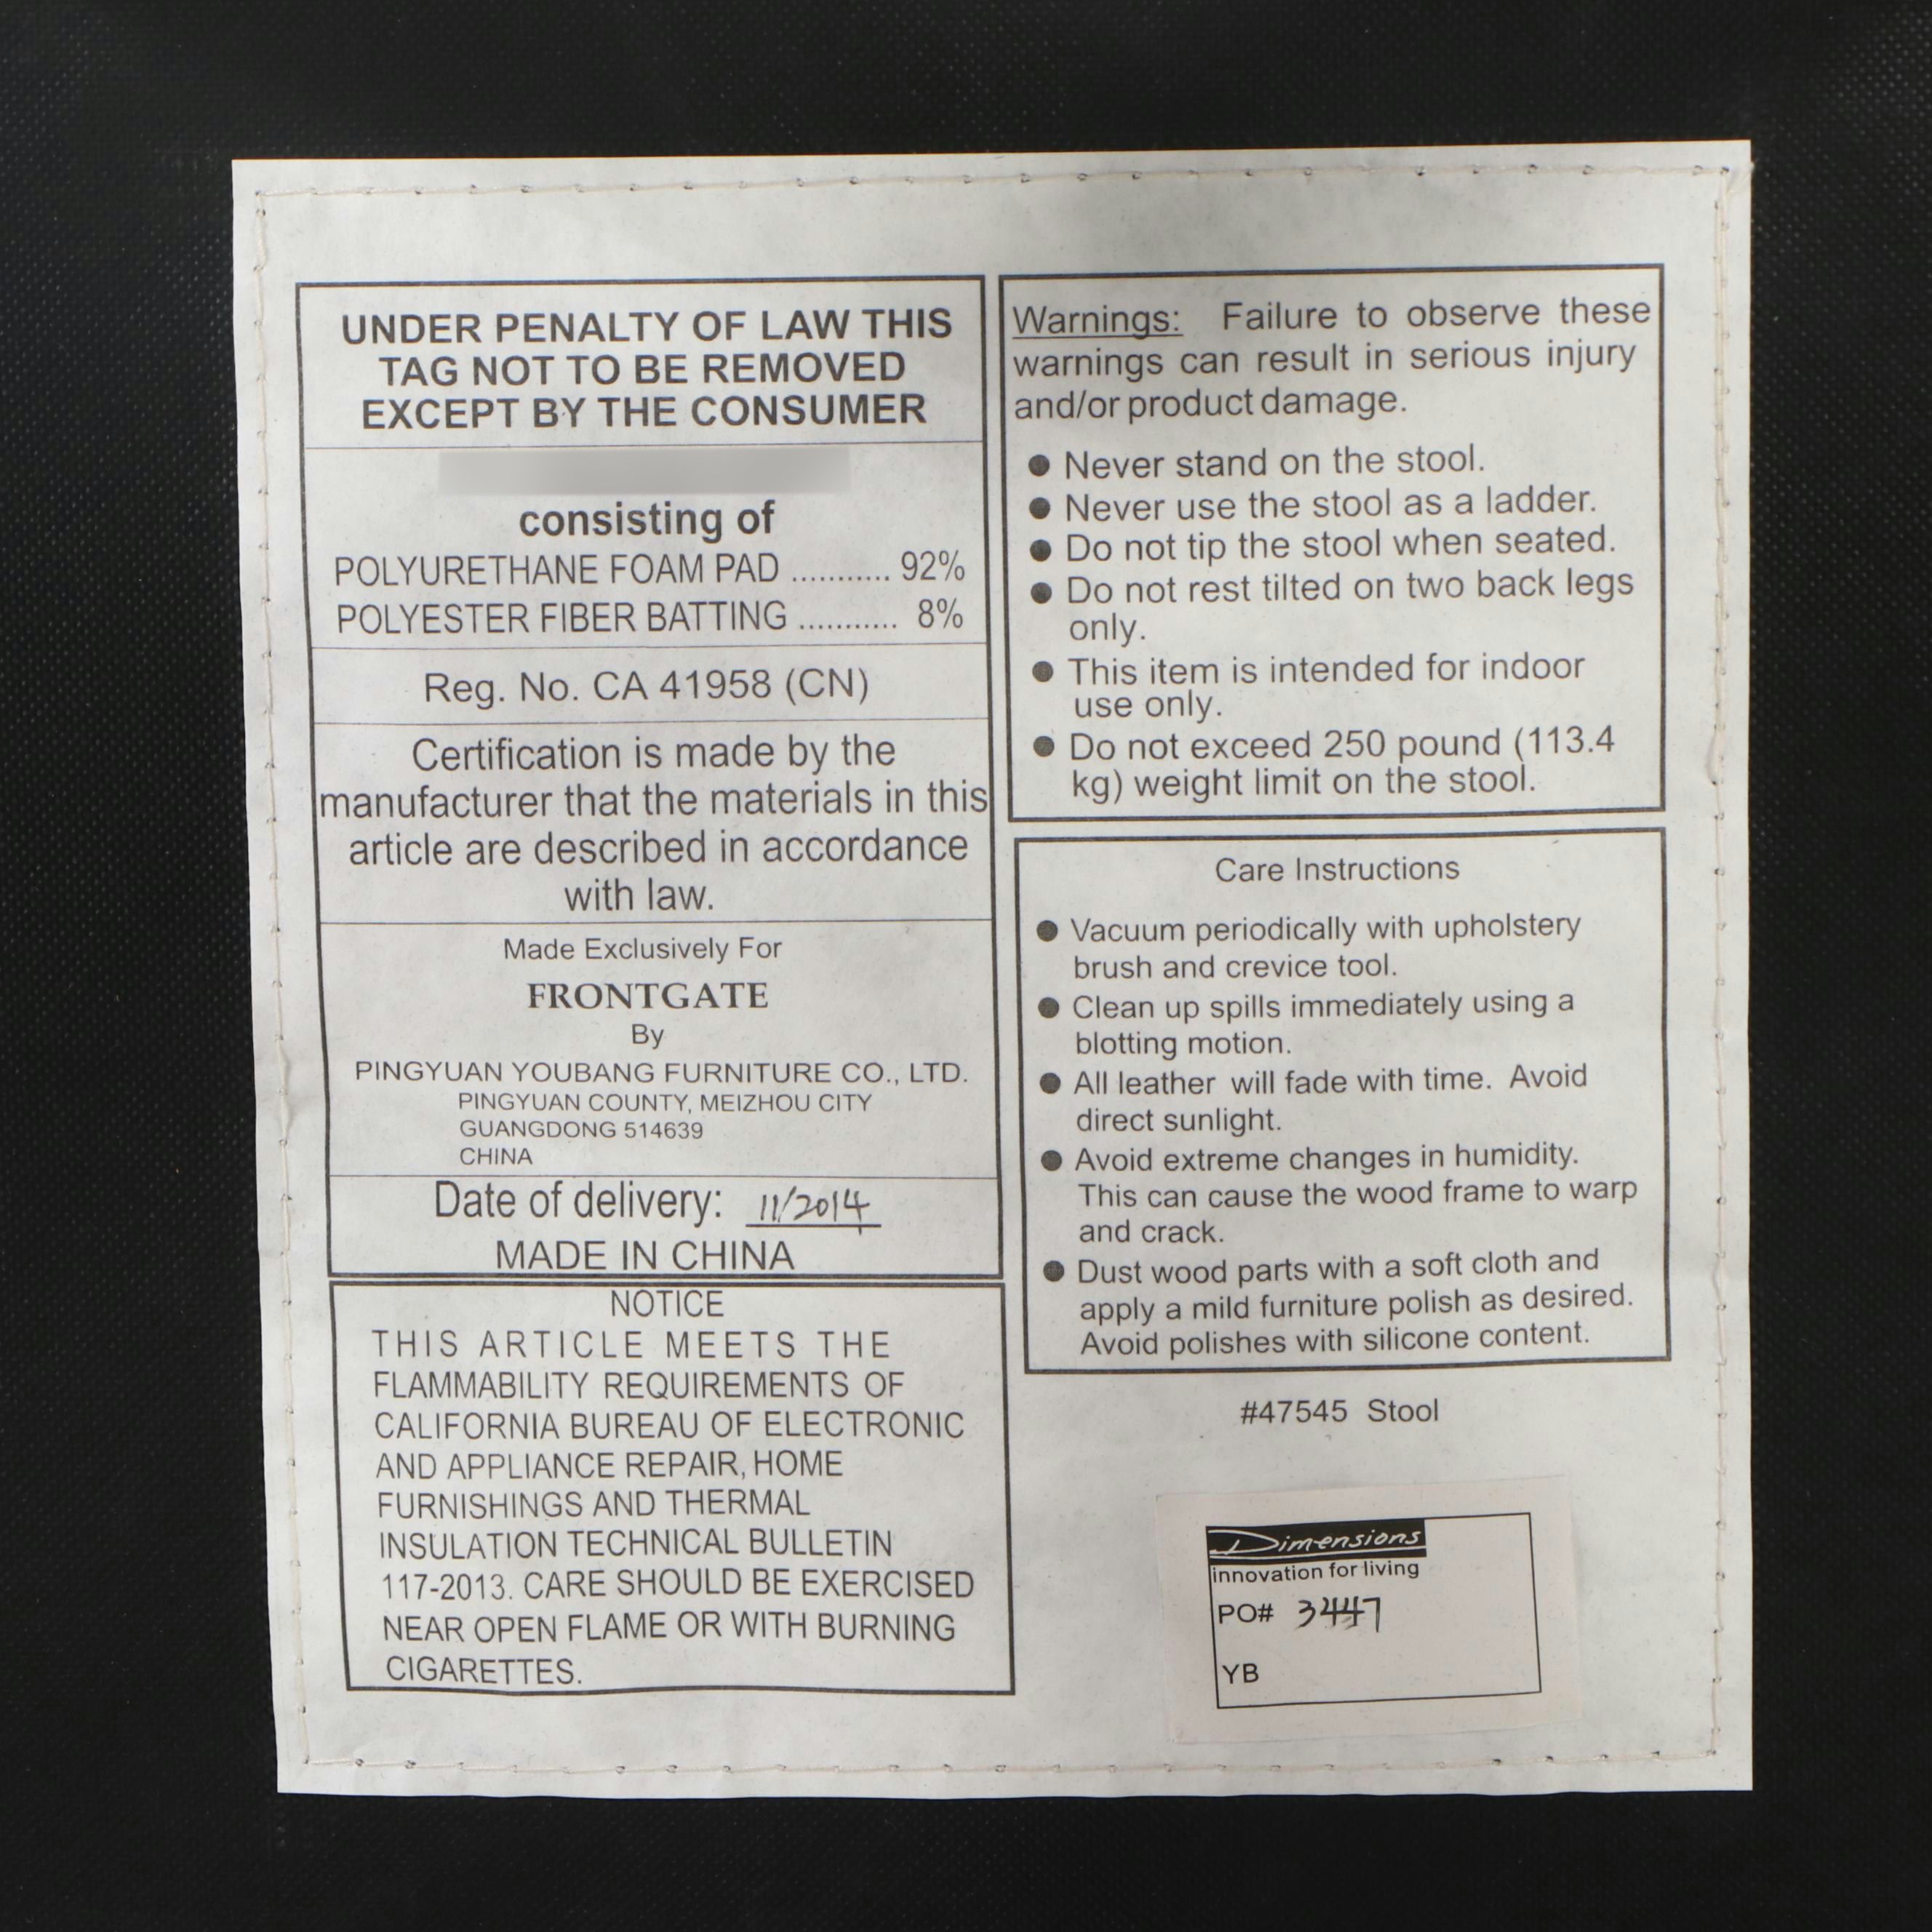 UNDER PENALTY OF LAW THIS
TAG NOT TO BE REMOVED
EXCEPT BY THE CONSUMER
consisting of
POLYURETHANE FOAM PAD ........... 92%
POLYESTER FIBER BATTING ........... 8%
Reg. No. CA 41958 (CN)
Certification is made by the
manufacturer that the materials in this
article are described in accordance
with law.
Made Exclusively For
FRONTGATE
By
PINGYUAN YOUBANG FURNITURE CO., LTD.
PINGYUAN COUNTY, MEIZHOU CITY
GUANGDONG 514639
CHINA
Date of delivery: 11/2014
MADE IN CHINA
NOTICE
THIS ARTICLE MEETS THE
FLAMMABILITY REQUIREMENTS OF
CALIFORNIA BUREAU OF ELECTRONIC
AND APPLIANCE REPAIR, HOME
FURNISHINGS AND THERMAL
INSULATION TECHNICAL BULLETIN
117-2013. CARE SHOULD BE EXERCISED
NEAR OPEN FLAME OR WITH BURNING
CIGARETTES.
Warnings: Failure to observe these
warnings can result in serious injury
and/or product damage.
● Never stand on the stool.
● Never use the stool as a ladder.
● Do not tip the stool when seated.
● Do not rest tilted on two back legs
only.
● This item is intended for indoor
use only.
● Do not exceed 250 pound (113.4
kg) weight limit on the stool.
Care Instructions
● Vacuum periodically with upholstery
brush and crevice tool.
● Clean up spills immediately using a
blotting motion.
● All leather will fade with time. Avoid
direct sunlight.
● Avoid extreme changes in humidity.
This can cause the wood frame to warp
and crack.
● Dust wood parts with a soft cloth and
apply a mild furniture polish as desired.
Avoid polishes with silicone content.
#47545 Stool
Dimensions
innovation for living
PO# 3447
YB